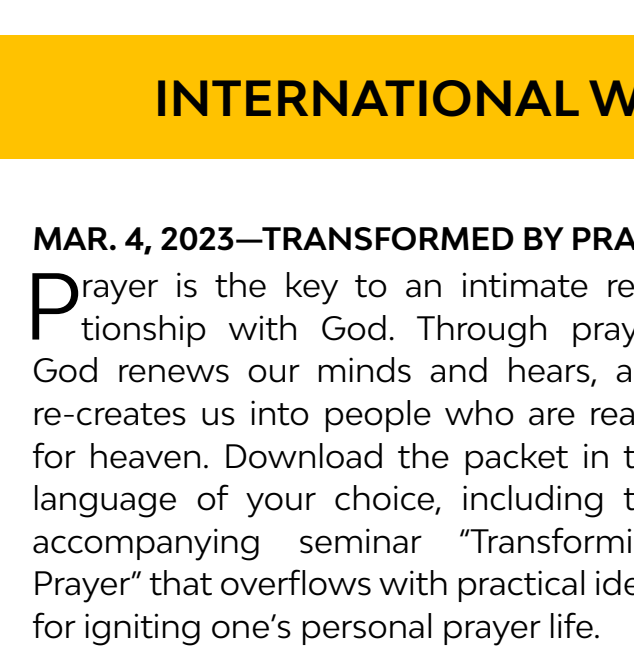 INTERNATIONAL W
MAR. 4, 2023—TRANSFORMED BY PRA
Prayer is the key to an intimate re
tionship with God. Through pray
God renews our minds and hears, a
re-creates us into people who are rea
for heaven. Download the packet in t
language of your choice, including t
accompanying seminar “Transformi
Prayer” that overflows with practical ide
for igniting one’s personal prayer life.